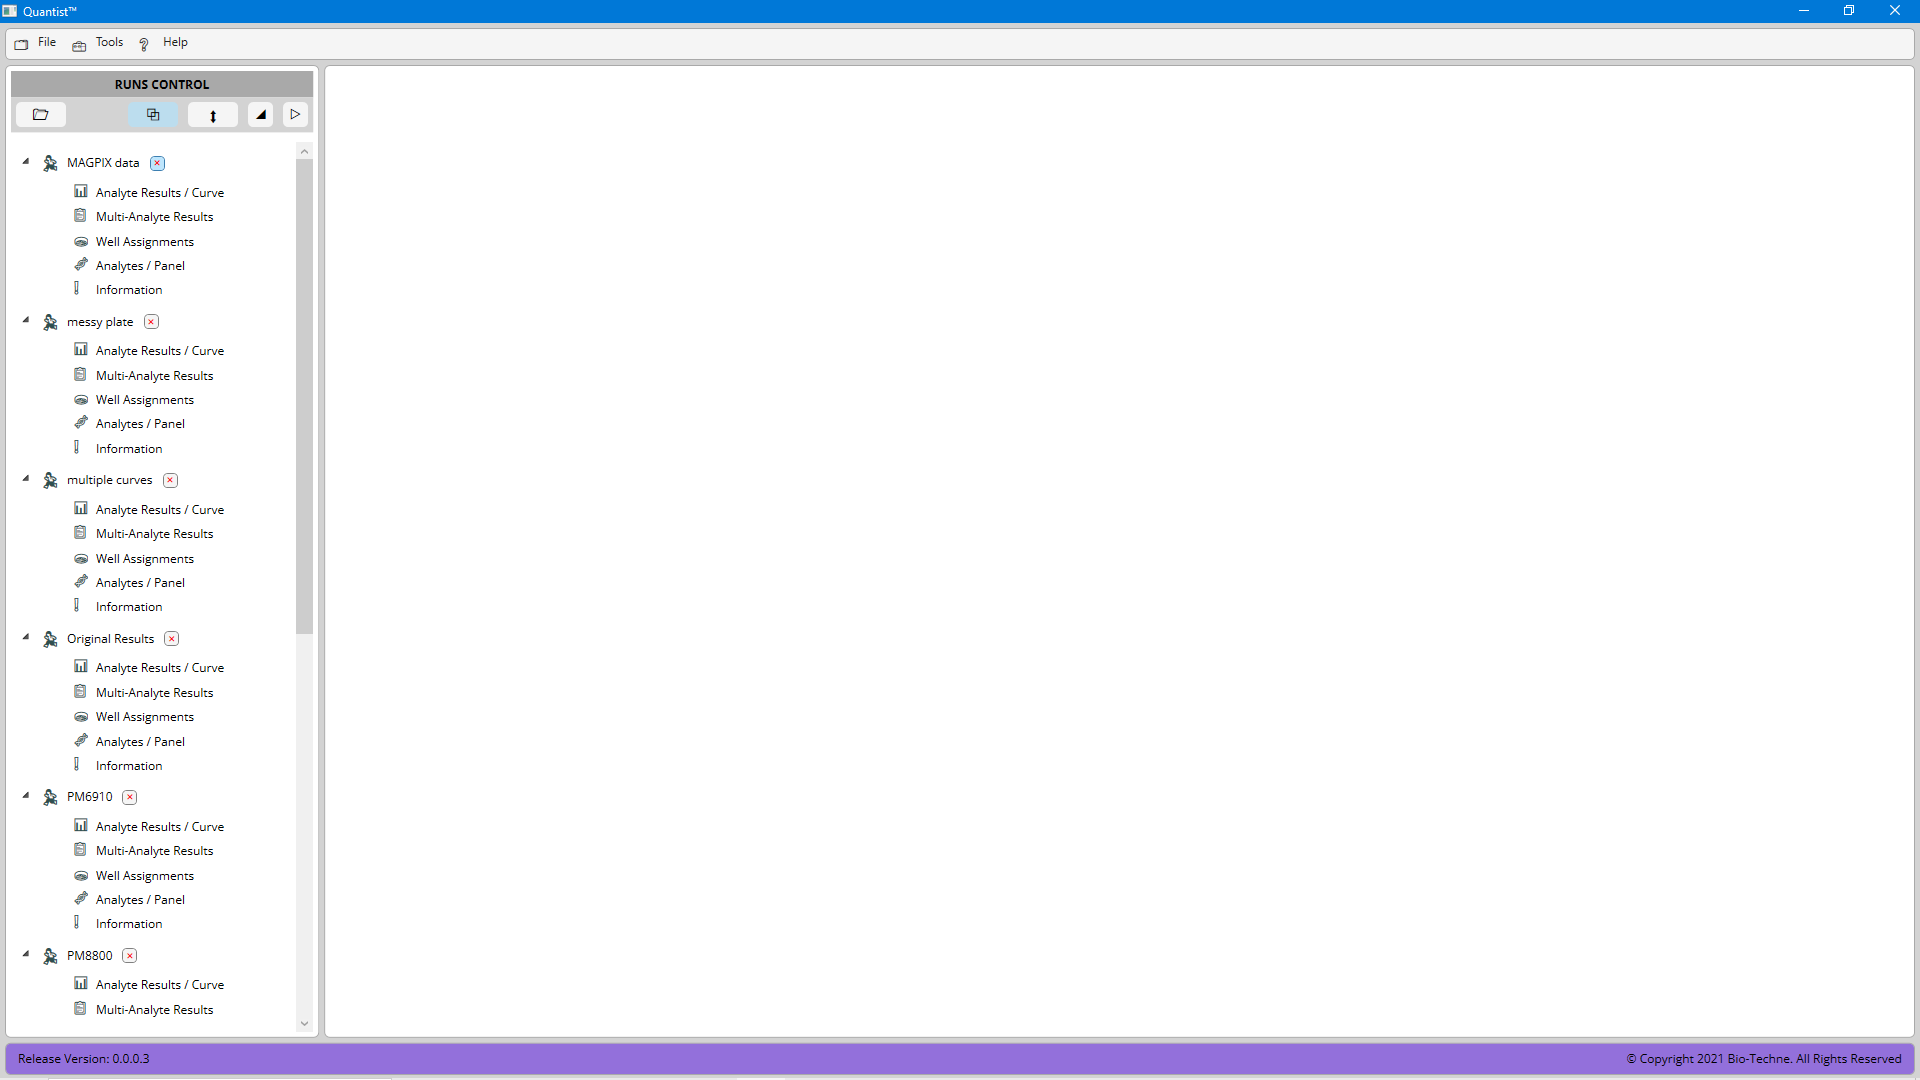 Quantist™
File Tools Help
RUNS CONTROL
MAGPIX data
Analyte Results / Curve
Multi-Analyte Results
Well Assignments
Analytes / Panel
Information
messy plate
Analyte Results / Curve
Multi-Analyte Results
Well Assignments
Analytes / Panel
Information
multiple curves
Analyte Results / Curve
Multi-Analyte Results
Well Assignments
Analytes / Panel
Information
Original Results
Analyte Results / Curve
Multi-Analyte Results
Well Assignments
Analytes / Panel
Information
PM6910
Analyte Results / Curve
Multi-Analyte Results
Well Assignments
Analytes / Panel
Information
PM8800
Analyte Results / Curve
Multi-Analyte Results
Release Version: 0.0.0.3
© Copyright 2021 Bio-Techne. All Rights Reserved